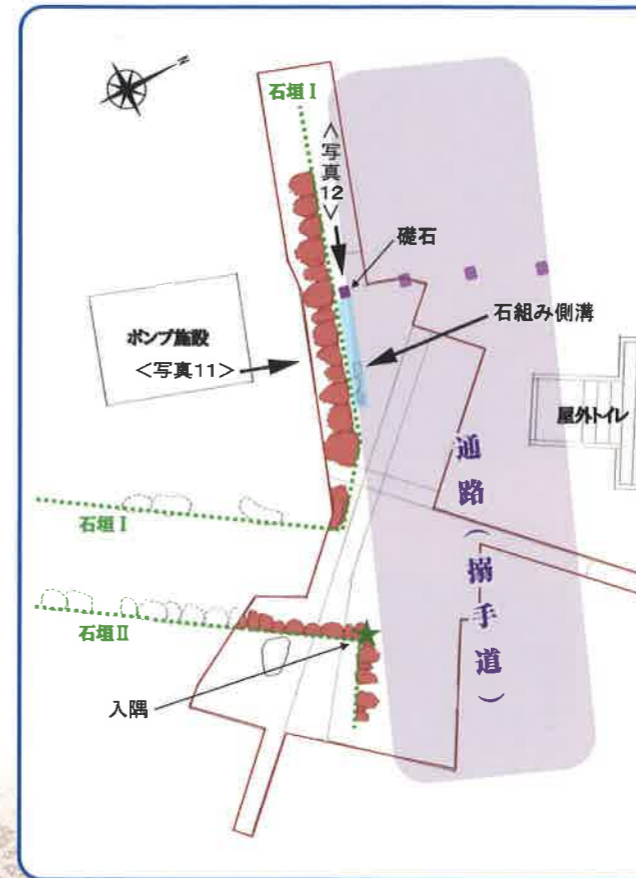 N
石垣Ⅰ
＜写真12＞
礎石
石組み側溝
ポンプ施設
＜写真11＞
屋外トイレ
通路（搦手道）
石垣Ⅰ
石垣Ⅱ
入隅